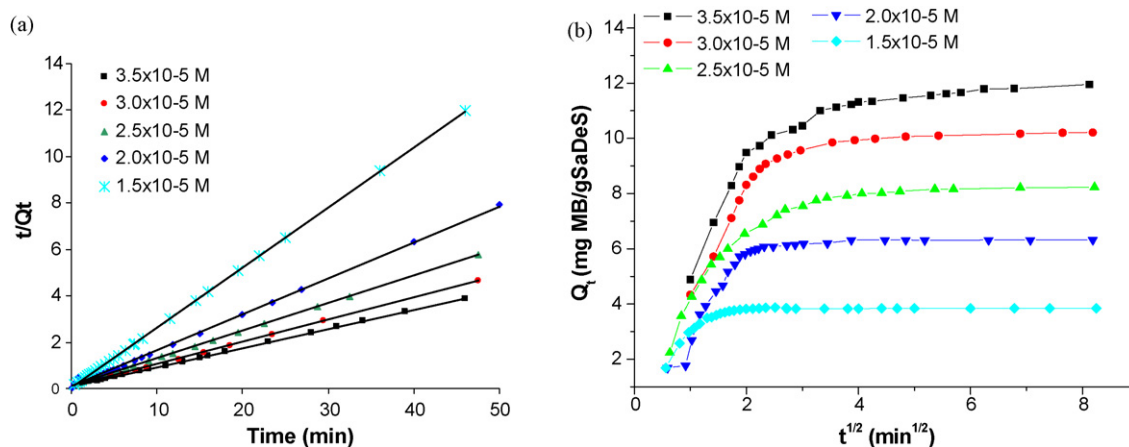 (a)
14
12
10
8
6
4
2
0
t/Qt
3.5x10-5 M
3.0x10-5 M
2.5x10-5 M
2.0x10-5 M
1.5x10-5 M
0 10 20 30 40 50
Time (min)
(b)
3.5x10-5 M
3.0x10-5 M
2.5x10-5 M
2.0x10-5 M
1.5x10-5 M
14
12
10
8
6
4
2
Qt (mg MB/gSaDeS)
0 2 4 6 8
t1/2 (min1/2)